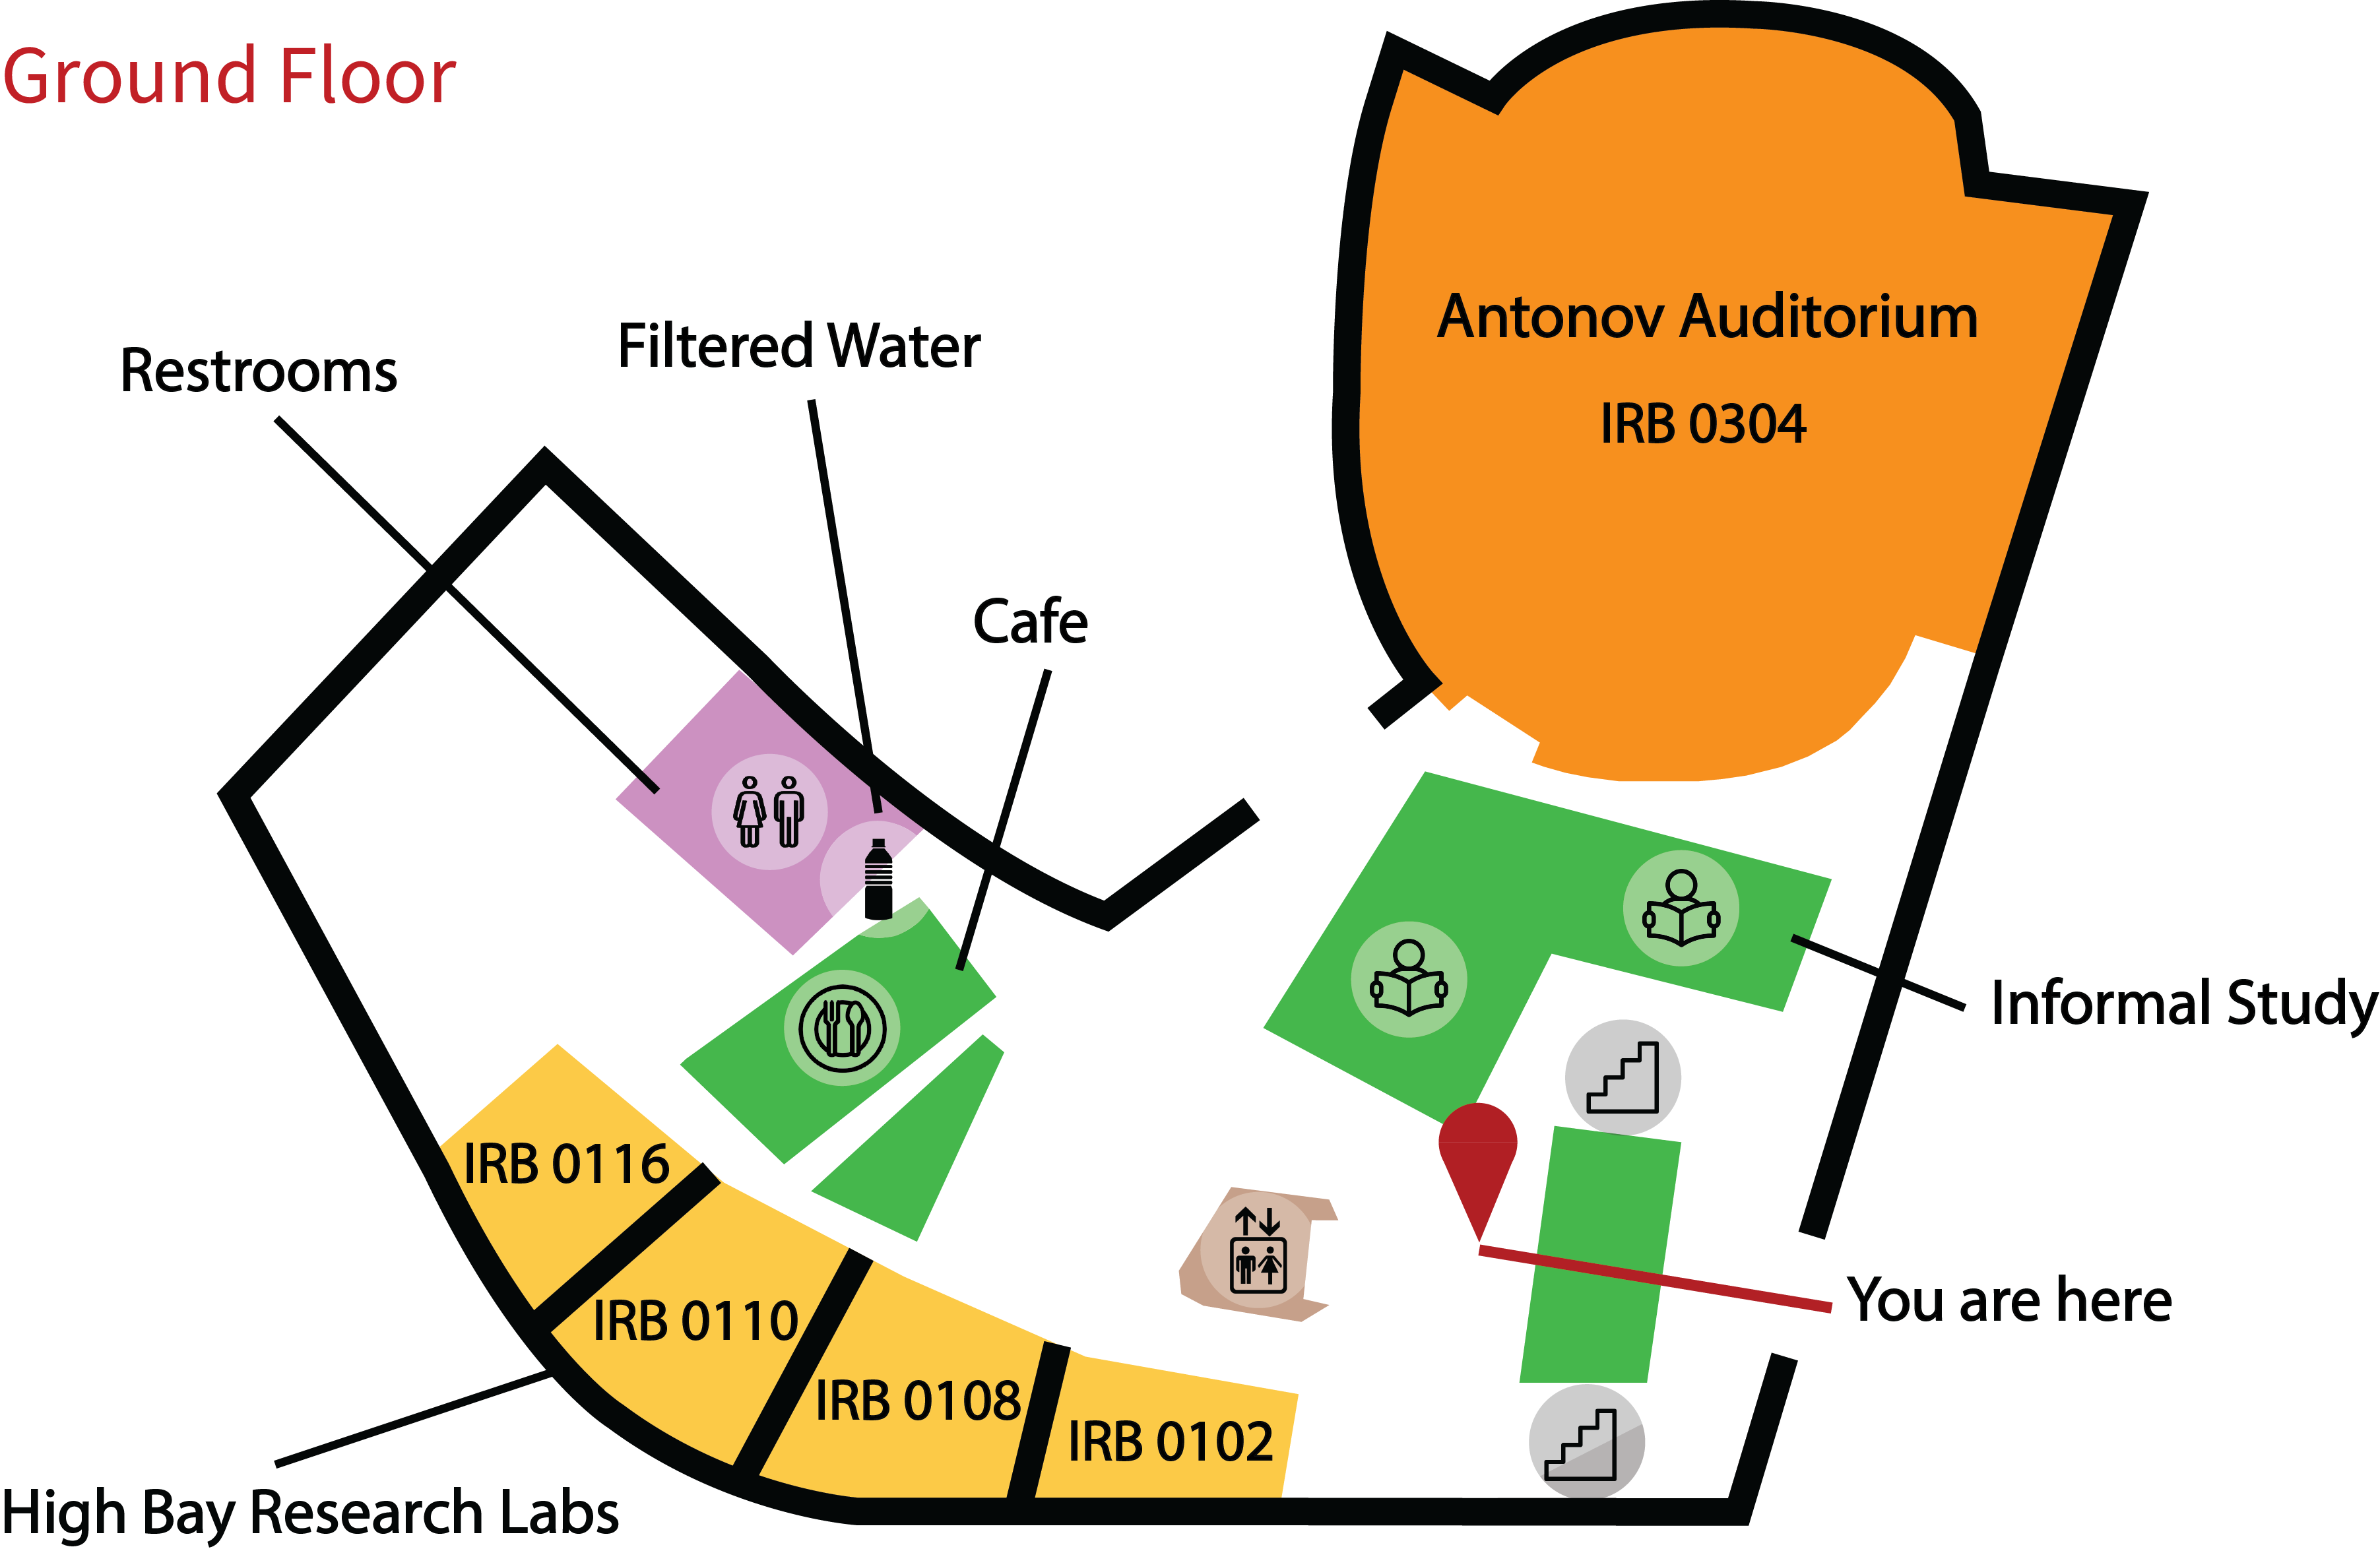 Ground Floor
Antonov Auditorium
IRB 0304
Filtered Water
Restrooms
Cafe
Informal Study
IRB 0116
IRB 0110
You are here
IRB 0108
IRB 0102
High Bay Research Labs